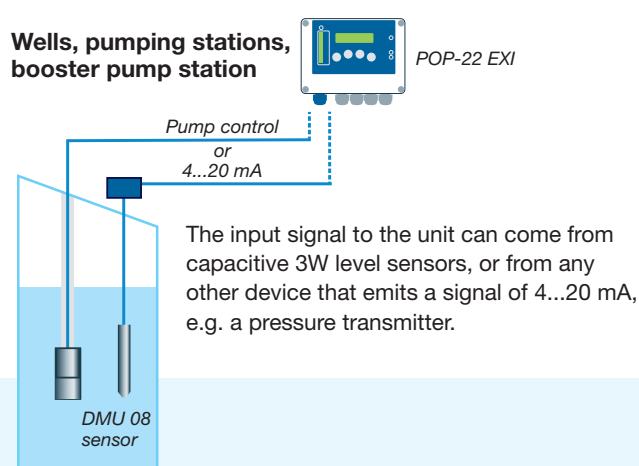 Wells, pumping stations,
booster pump station
POP-22 EXI
Pump control
or
4...20 mA
The input signal to the unit can come from
capacitive 3W level sensors, or from any
other device that emits a signal of 4...20 mA,
e.g. a pressure transmitter.
DMU 08
sensor